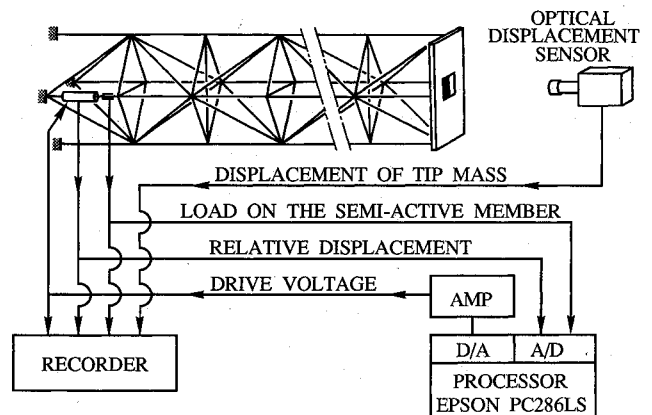 OPTICAL
DISPLACEMENT
SENSOR
DISPLACEMENT OF TIP MASS
LOAD ON THE SEMI-ACTIVE MEMBER
RELATIVE DISPLACEMENT
DRIVE VOLTAGE
AMP
RECORDER
D/A
A/D
PROCESSOR
EPSON PC286LS